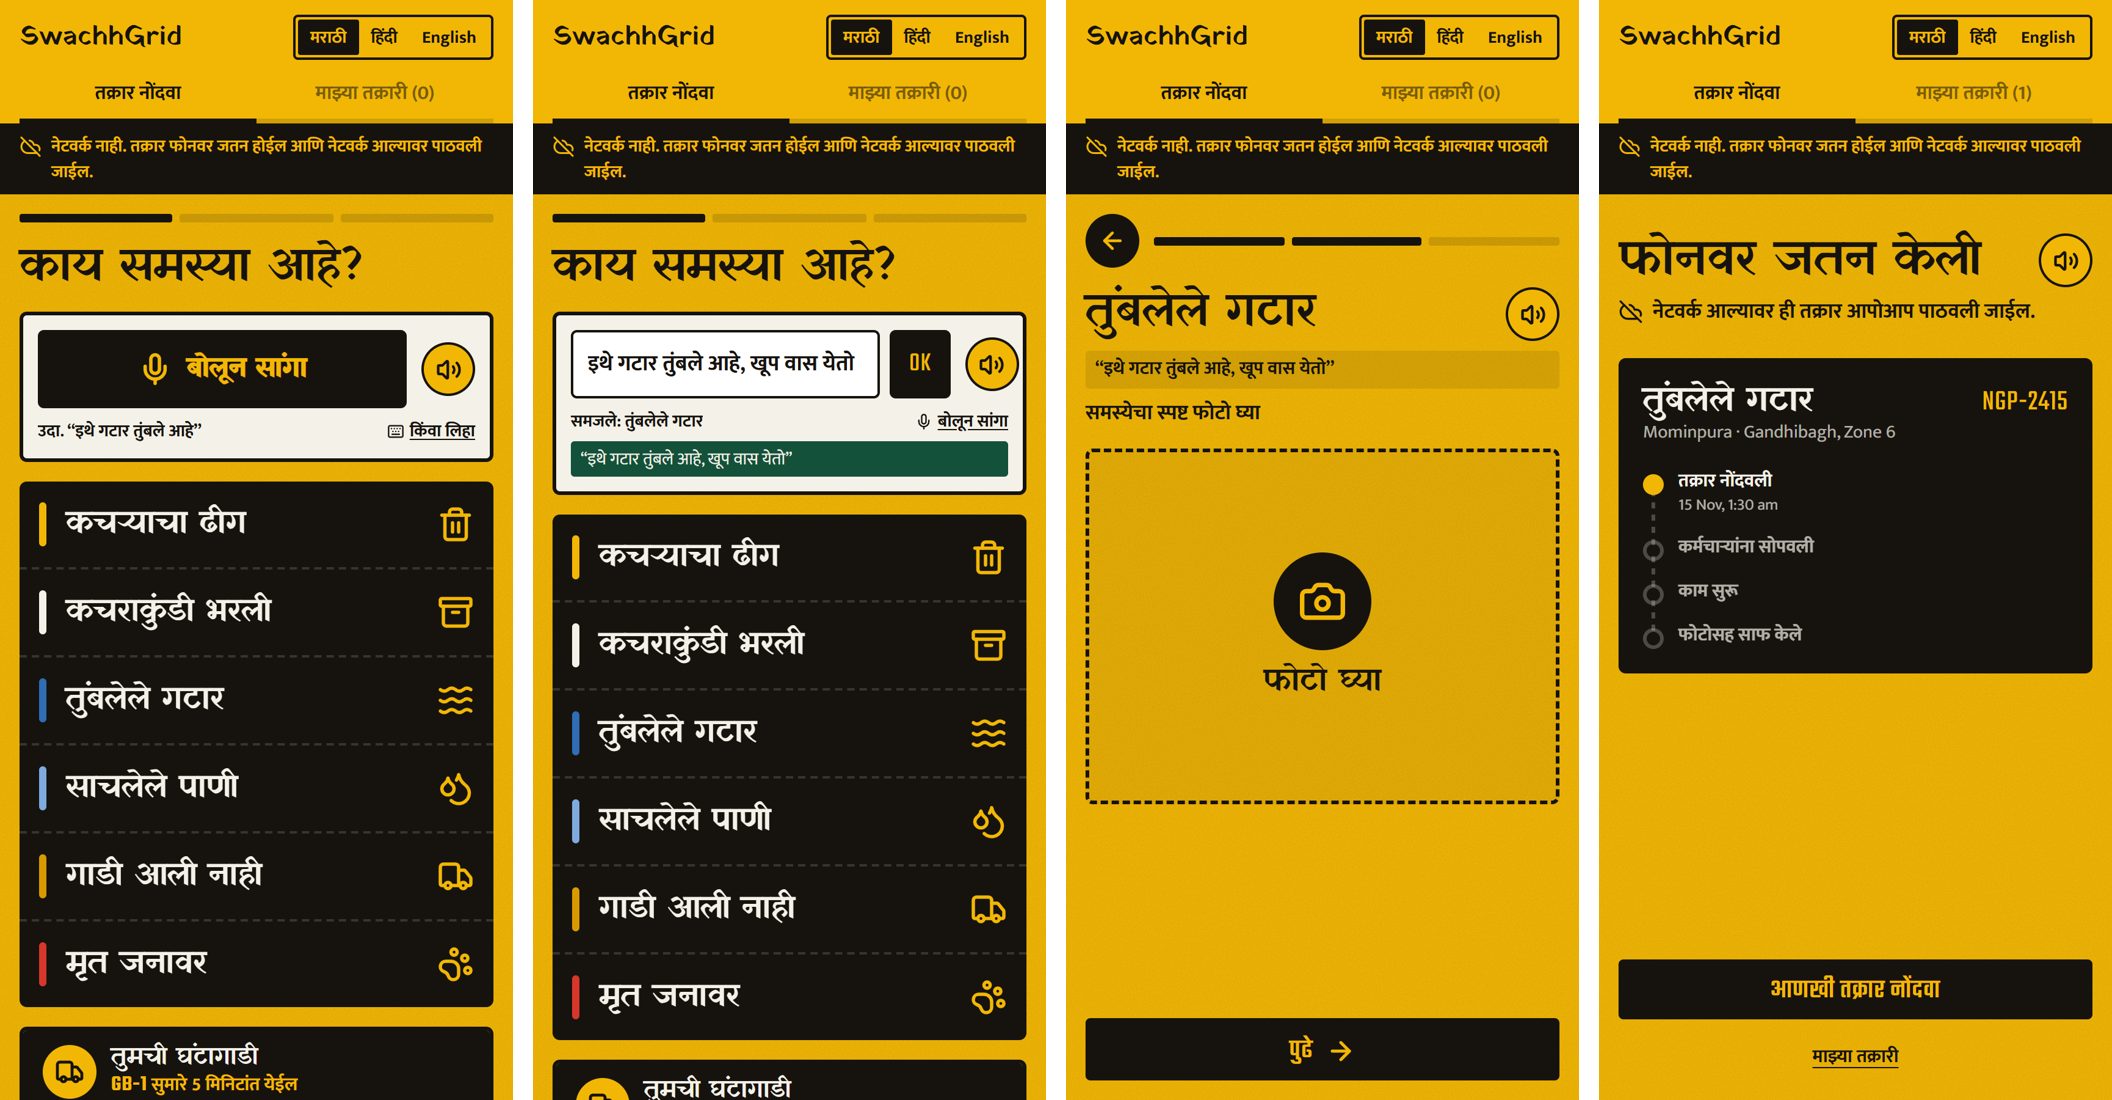 SwachhGrid
मराठी हिंदी English
तक्रार नोंदवा माझ्या तक्रारी (0)
नेटवर्क नाही. तक्रार फोनवर जतन होईल आणि नेटवर्क आल्यावर पाठवली
जाईल.
काय समस्या आहे?
बोलून सांगा
उदा. “इथे गटार तुंबले आहे” किंवा लिहा
कचऱ्याचा ढीग
कचराकुंडी भरली
तुंबलेले गटार
साचलेले पाणी
गाडी आली नाही
मृत जनावर
तुमची घंटागाडी
GB-1 सुमारे 5 मिनिटांत येईल
SwachhGrid
मराठी हिंदी English
तक्रार नोंदवा माझ्या तक्रारी (0)
नेटवर्क नाही. तक्रार फोनवर जतन होईल आणि नेटवर्क आल्यावर पाठवली
जाईल.
काय समस्या आहे?
इथे गटार तुंबले आहे, खूप वास येतो OK
समजले: तुंबलेले गटार बोलून सांगा
“इथे गटार तुंबले आहे, खूप वास येतो”
कचऱ्याचा ढीग
कचराकुंडी भरली
तुंबलेले गटार
साचलेले पाणी
गाडी आली नाही
मृत जनावर
तुमची घंटागाडी
SwachhGrid
मराठी हिंदी English
तक्रार नोंदवा माझ्या तक्रारी (0)
नेटवर्क नाही. तक्रार फोनवर जतन होईल आणि नेटवर्क आल्यावर पाठवली
जाईल.
तुंबलेले गटार
“इथे गटार तुंबले आहे, खूप वास येतो”
समस्येचा स्पष्ट फोटो घ्या
फोटो घ्या
पुढे
SwachhGrid
मराठी हिंदी English
तक्रार नोंदवा माझ्या तक्रारी (1)
नेटवर्क नाही. तक्रार फोनवर जतन होईल आणि नेटवर्क आल्यावर पाठवली
जाईल.
फोनवर जतन केली
नेटवर्क आल्यावर ही तक्रार आपोआप पाठवली जाईल.
तुंबलेले गटार NGP-2415
Mominpura · Gandhibagh, Zone 6
तक्रार नोंदवली
15 Nov, 1:30 am
कर्मचाऱ्यांना सोपवली
काम सुरू
फोटोसह साफ केले
आणखी तक्रार नोंदवा
माझ्या तक्रारी